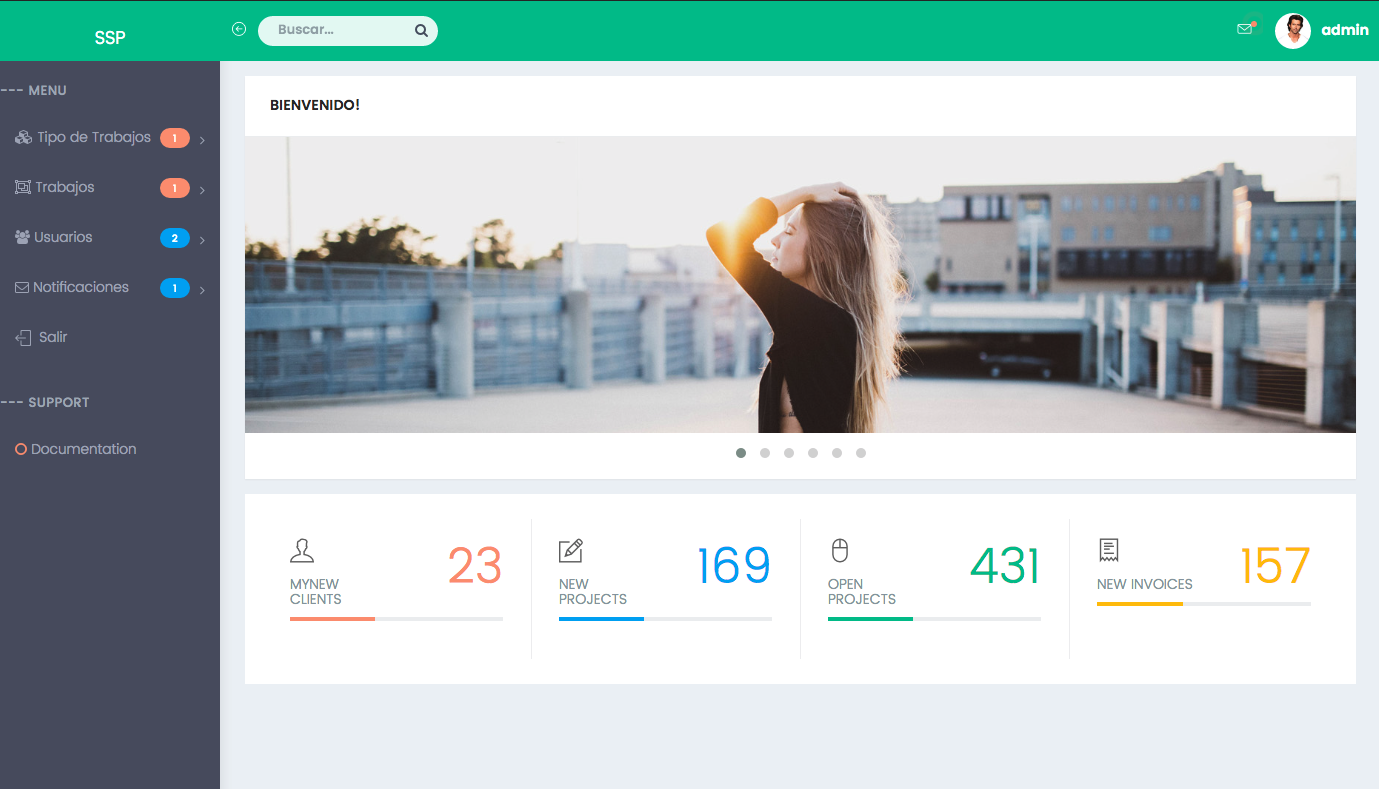 SSP
Buscar...
admin
--- MENU
Tipo de Trabajos 1
Trabajos 1
Usuarios 2
Notificaciones 1
Salir
--- SUPPORT
Documentation
BIENVENIDO!
23
MYNEW
CLIENTS
169
NEW
PROJECTS
431
OPEN
PROJECTS
157
NEW INVOICES